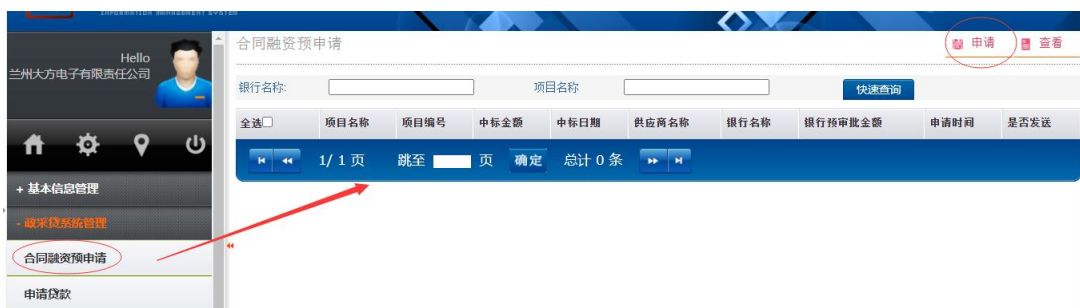 INFORMATION MANAGEMENT SYSTEM
Hello
兰州大方电子有限责任公司
合同融资预申请
申请 查看
银行名称: 项目名称 快速查询
全选 项目名称 项目编号 中标金额 中标日期 供应商名称 银行名称 银行预审批金额 申请时间 是否发送
1/ 1 页 跳至 页 确定 总计 0 条
+ 基本信息管理
- 政采贷系统管理
合同融资预申请
申请贷款